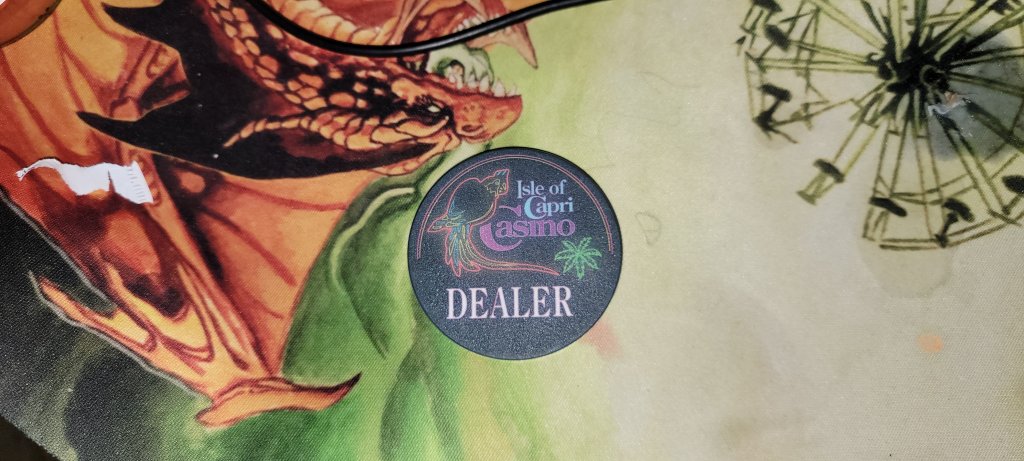 Isle of
Capri
Casino
DEALER